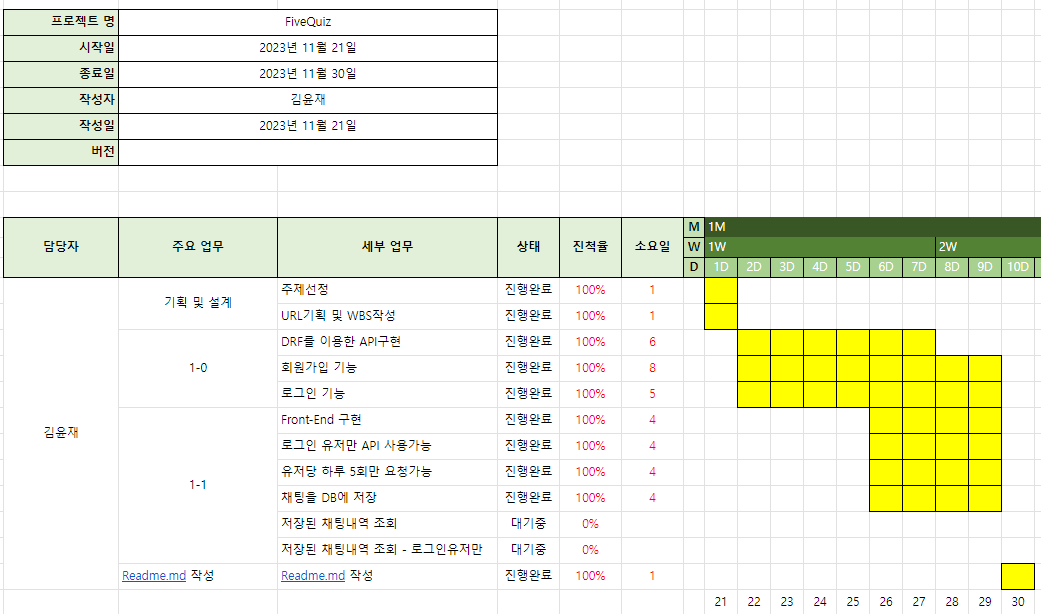 프로젝트 명 FiveQuiz
시작일 2023년 11월 21일
종료일 2023년 11월 30일
작성자 김윤재
작성일 2023년 11월 21일
버전
담당자 주요 업무 세부 업무 상태 진척율 소요일 M 1M
W 1W 2W
D 1D 2D 3D 4D 5D 6D 7D 8D 9D 10D
김윤재
기획 및 설계
주제선정 진행완료 100% 1
URL기획 및 WBS작성 진행완료 100% 1
1-0
DRF를 이용한 API구현 진행완료 100% 6
회원가입 기능 진행완료 100% 8
로그인 기능 진행완료 100% 5
1-1
Front-End 구현 진행완료 100% 4
로그인 유저만 API 사용가능 진행완료 100% 4
유저당 하루 5회만 요청가능 진행완료 100% 4
채팅을 DB에 저장 진행완료 100% 4
저장된 채팅내역 조회 대기중 0%
저장된 채팅내역 조회 - 로그인유저만 대기중 0%
Readme.md 작성 Readme.md 작성 진행완료 100% 1
21 22 23 24 25 26 27 28 29 30